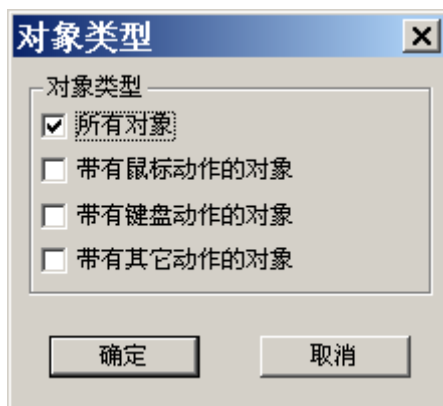 对象类型
对象类型
所有对象
带有鼠标动作的对象
带有键盘动作的对象
带有其它动作的对象
确定
取消